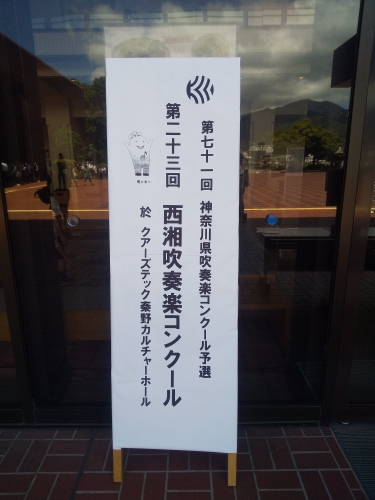 第七十一回 神奈川県吹奏楽コンクール予選
第二十三回 西湘吹奏楽コンクール
於 クアーズテック秦野カルチャーホール